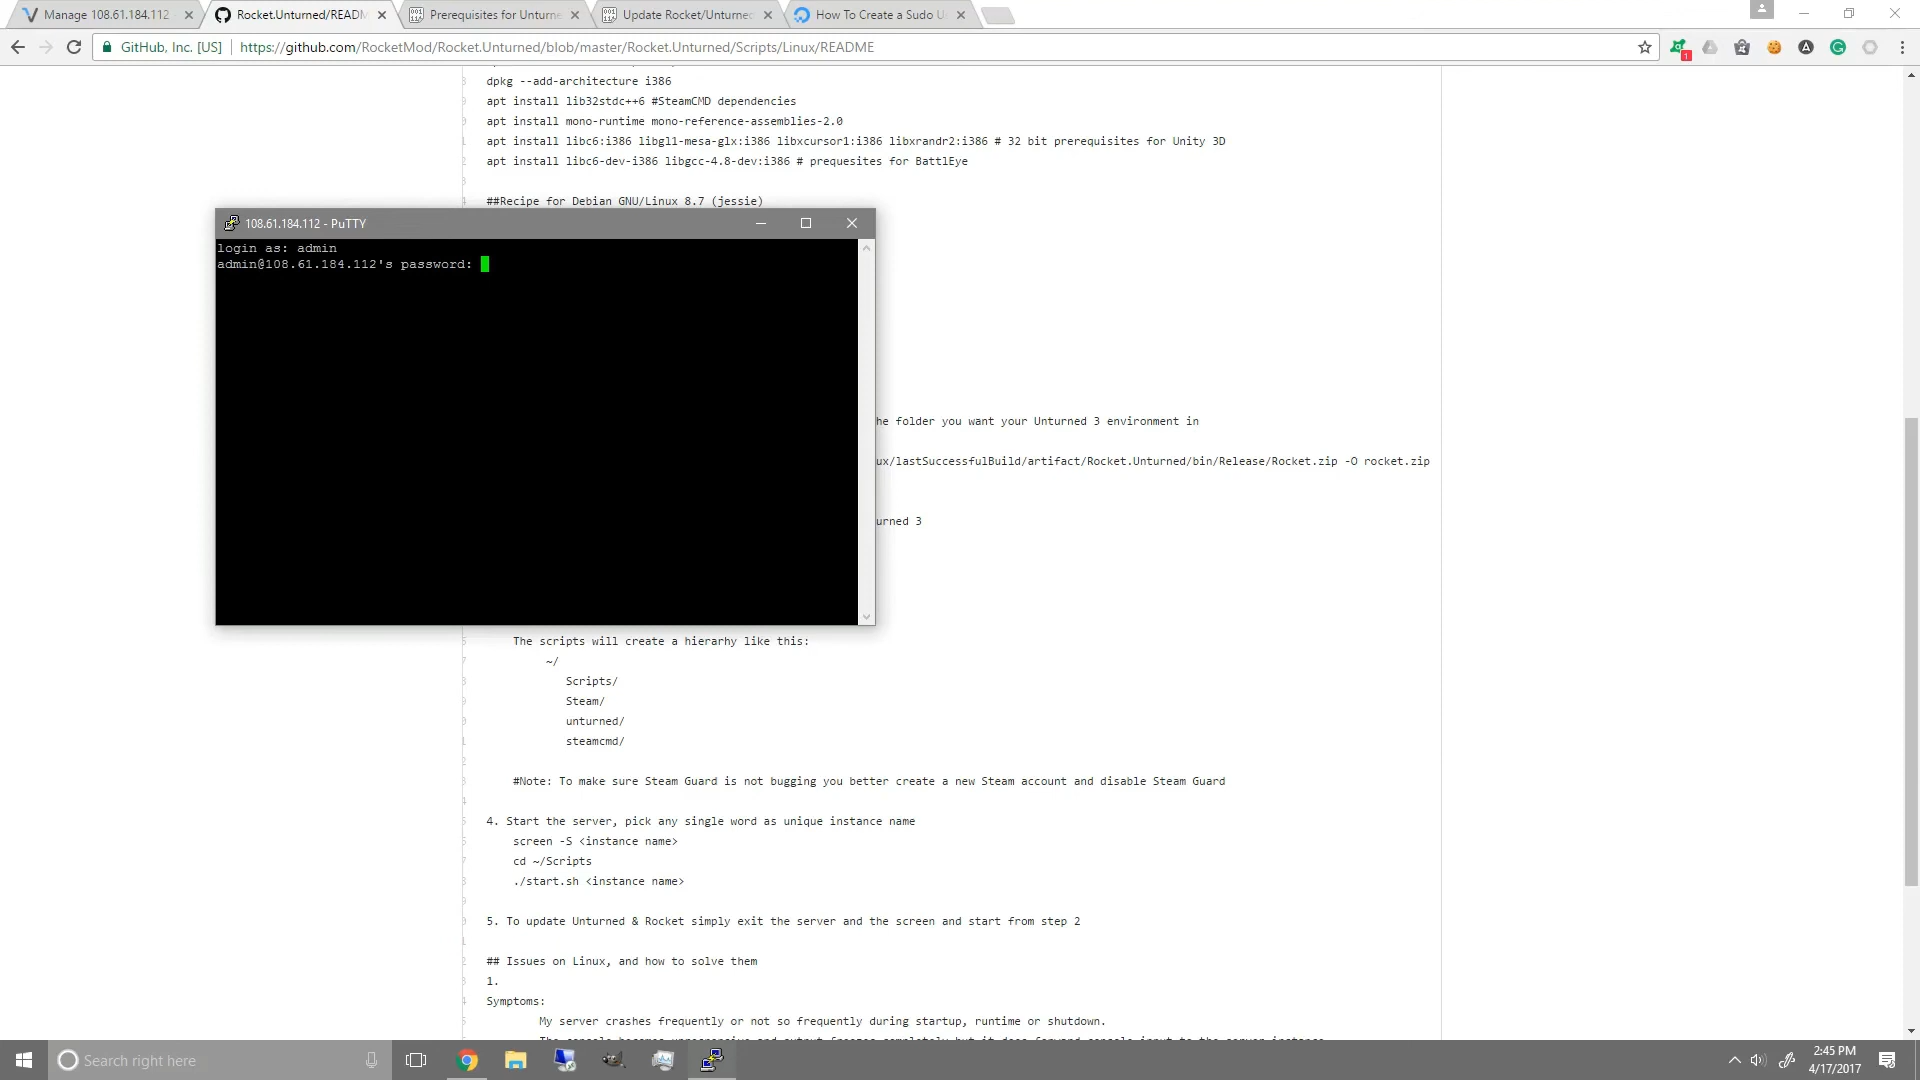 Manage 108.61.184.112
Rocket.Unturned/READM
Prerequisites for Unturne
Update Rocket/Unturned
How To Create a Sudo U
GitHub, Inc. [US]
https://github.com/RocketMod/Rocket.Unturned/blob/master/Rocket.Unturned/Scripts/Linux/README
1
dpkg --add-architecture i386
apt install lib32stdc++6 #SteamCMD dependencies
apt install mono-runtime mono-reference-assemblies-2.0
apt install libc6:i386 libgl1-mesa-glx:i386 libxcursor1:i386 libxrandr2:i386 # 32 bit prerequisites for Unity 3D
apt install libc6-dev-i386 libgcc-4.8-dev:i386 # prequesites for BattlEye
##Recipe for Debian GNU/Linux 8.7 (jessie)
108.61.184.112 - PuTTY
login as: admin
admin@108.61.184.112's password:
he folder you want your Unturned 3 environment in
ux/lastSuccessfulBuild/artifact/Rocket.Unturned/bin/Release/Rocket.zip -O rocket.zip
urned 3
The scripts will create a hierarhy like this:
~/
Scripts/
Steam/
unturned/
steamcmd/
#Note: To make sure Steam Guard is not bugging you better create a new Steam account and disable Steam Guard
4. Start the server, pick any single word as unique instance name
screen -S <instance name>
cd ~/Scripts
./start.sh <instance name>
5. To update Unturned & Rocket simply exit the server and the screen and start from step 2
## Issues on Linux, and how to solve them
1.
Symptoms:
My server crashes frequently or not so frequently during startup, runtime or shutdown.
Search right here
2:45 PM
4/17/2017